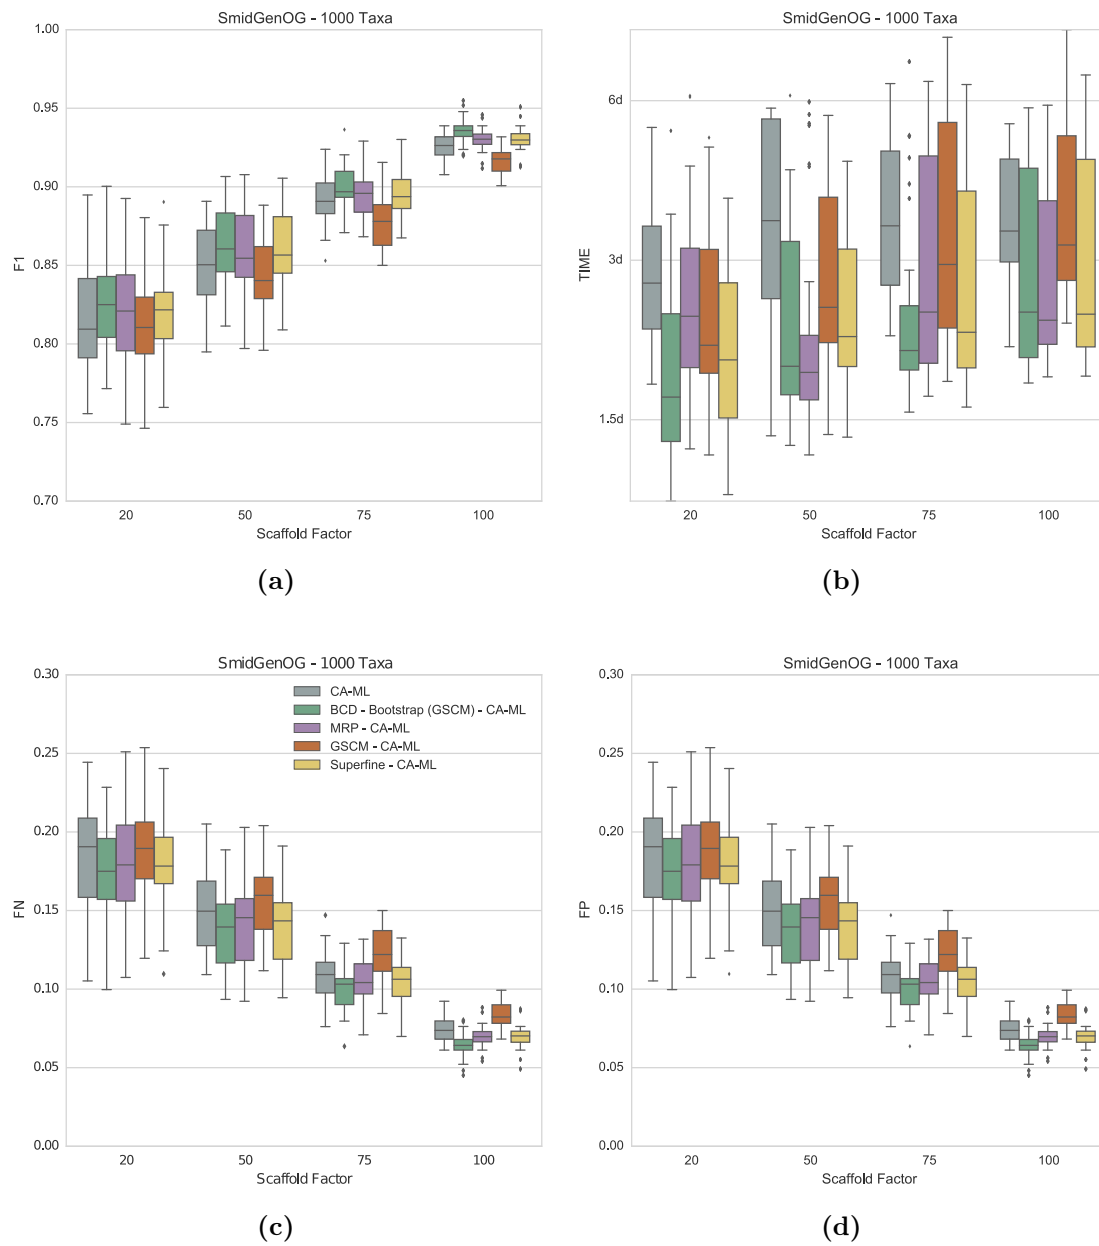 SmidGenOG - 1000 Taxa
1.00
0.95
0.90
0.85
0.80
0.75
0.70
F1
20 50 75 100
Scaffold Factor
(a)
SmidGenOG - 1000 Taxa
6d
3d
1.5d
TIME
20 50 75 100
Scaffold Factor
(b)
SmidGenOG - 1000 Taxa
0.30
0.25
0.20
0.15
0.10
0.05
0.00
FN
CA-ML
BCD - Bootstrap (GSCM) - CA-ML
MRP - CA-ML
GSCM - CA-ML
Superfine - CA-ML
20 50 75 100
Scaffold Factor
(c)
SmidGenOG - 1000 Taxa
0.30
0.25
0.20
0.15
0.10
0.05
0.00
FP
20 50 75 100
Scaffold Factor
(d)